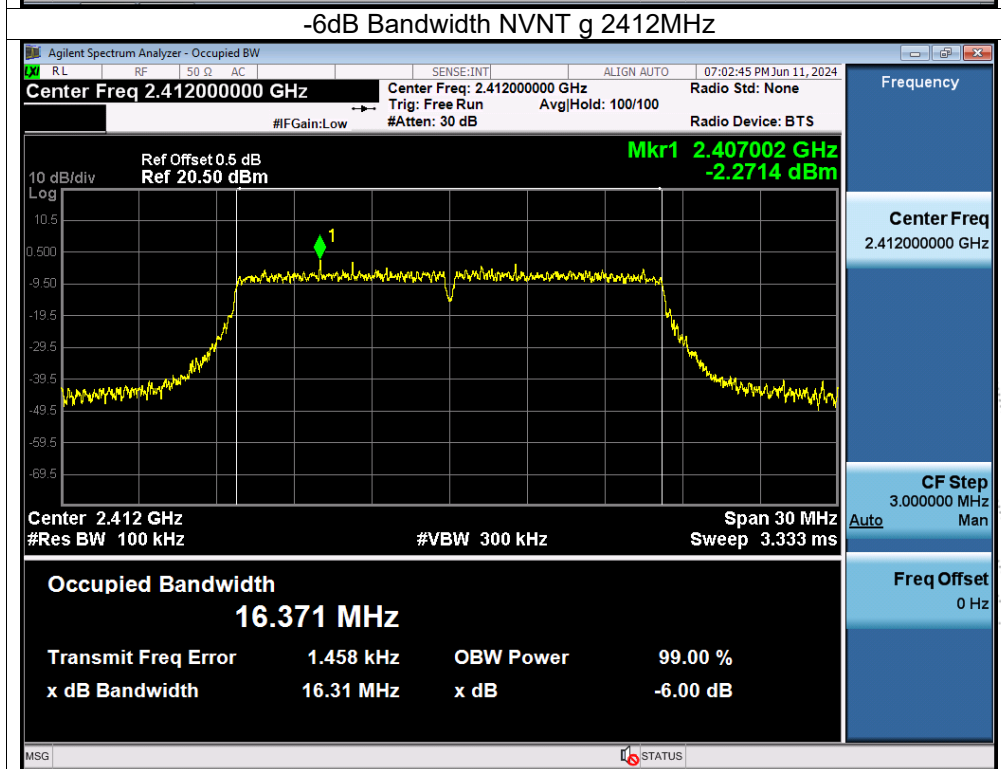 -6dB Bandwidth NVNT g 2412MHz
Agilent Spectrum Analyzer - Occupied BW
LXI RL RF 50 Ω AC SENSE:INT ALIGN AUTO 07:02:45 PM Jun 11, 2024
Center Freq 2.412000000 GHz
Center Freq: 2.412000000 GHz Radio Std: None
Trig: Free Run Avg|Hold: 100/100
#IFGain:Low #Atten: 30 dB Radio Device: BTS
Frequency
Mkr1 2.407002 GHz
-2.2714 dBm
Ref Offset 0.5 dB
10 dB/div Ref 20.50 dBm
Log
10.5
0.500
-9.50
-19.5
-29.5
-39.5
-49.5
-59.5
-69.5
1
Center 2.412 GHz Span 30 MHz
#Res BW 100 kHz #VBW 300 kHz Sweep 3.333 ms
Center Freq
2.412000000 GHz
CF Step
3.000000 MHz
Auto Man
Freq Offset
0 Hz
Occupied Bandwidth
16.371 MHz
Transmit Freq Error 1.458 kHz OBW Power 99.00 %
x dB Bandwidth 16.31 MHz x dB -6.00 dB
MSG STATUS